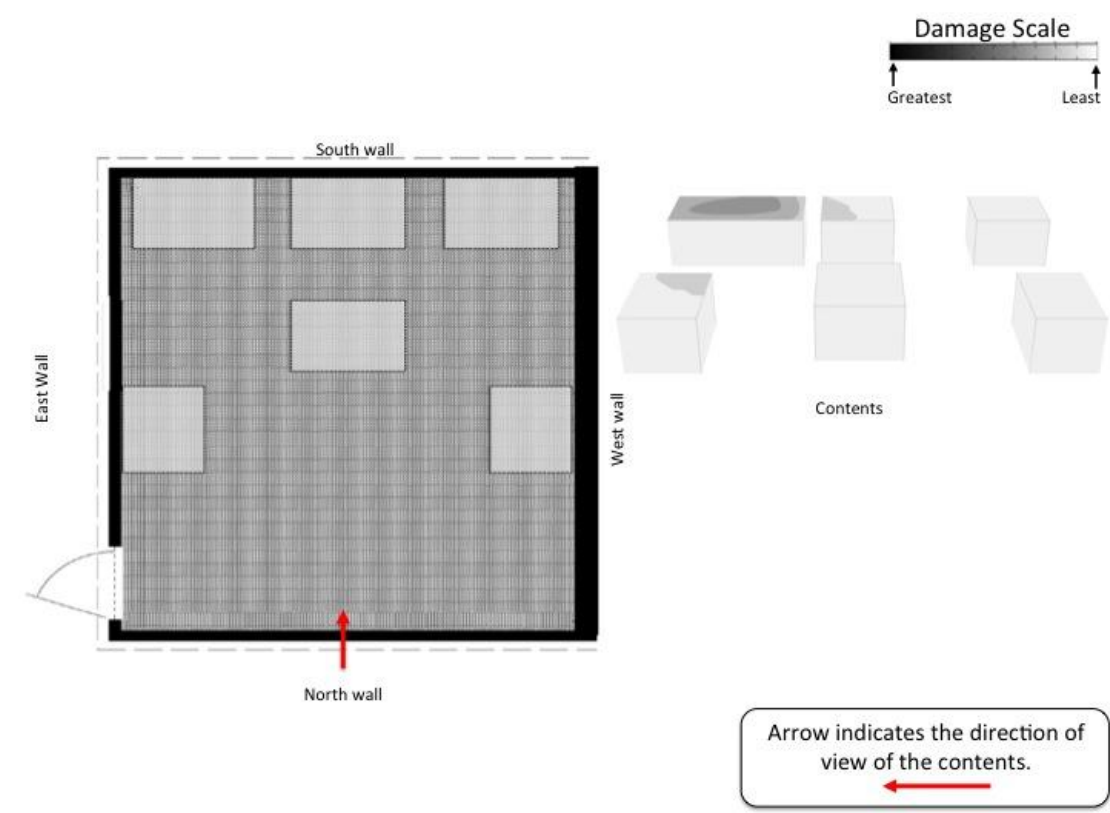 Damage Scale
Greatest
Least
South wall
East Wall
West wall
Contents
North wall
Arrow indicates the direction of
view of the contents.